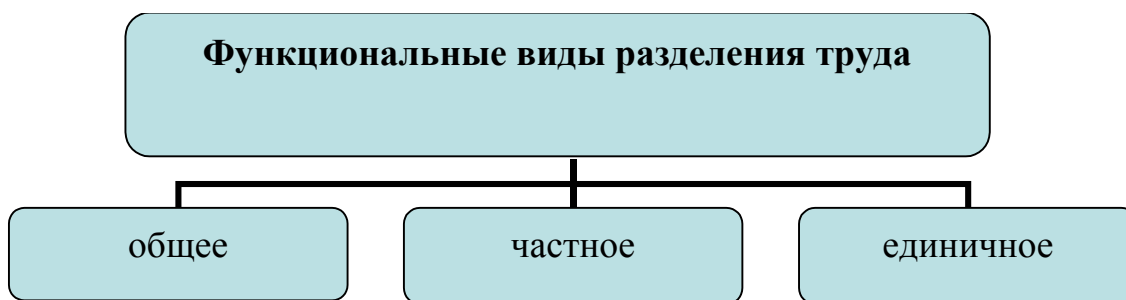 Функциональные виды разделения труда
общее
частное
единичное